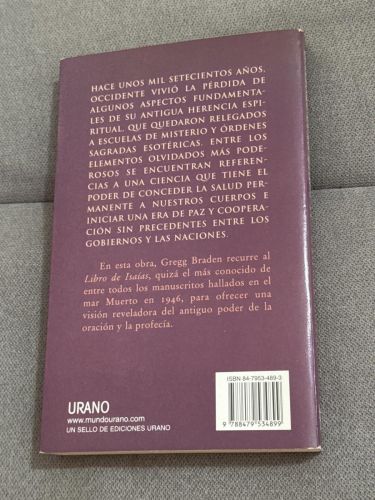 HACE UNOS MIL SETECIENTOS AÑOS,
OCCIDENTE VIVIÓ LA PÉRDIDA DE
ALGUNOS ASPECTOS FUNDAMENTA-
LES DE SU ANTIGUA HERENCIA ESPI-
RITUAL, QUE QUEDARON RELEGADOS
A ESCUELAS DE MISTERIO Y ÓRDENES
SAGRADAS ESOTÉRICAS. ENTRE LOS
ELEMENTOS OLVIDADOS MÁS PODE-
ROSOS SE ENCUENTRAN REFEREN-
CIAS A UNA CIENCIA QUE TIENE EL
PODER DE CONCEDER LA SALUD PER-
MANENTE A NUESTROS CUERPOS E
INICIAR UNA ERA DE PAZ Y COOPERA-
CIÓN SIN PRECEDENTES ENTRE LOS
GOBIERNOS Y LAS NACIONES.
En esta obra, Gregg Braden recurre al
Libro de Isaías, quizá el más conocido de
entre todos los manuscritos hallados en el
mar Muerto en 1946, para ofrecer una
visión reveladora del antiguo poder de la
oración y la profecía.
ISBN 84-7953-489-3
9 788479 534899
URANO
www.mundourano.com
UN SELLO DE EDICIONES URANO